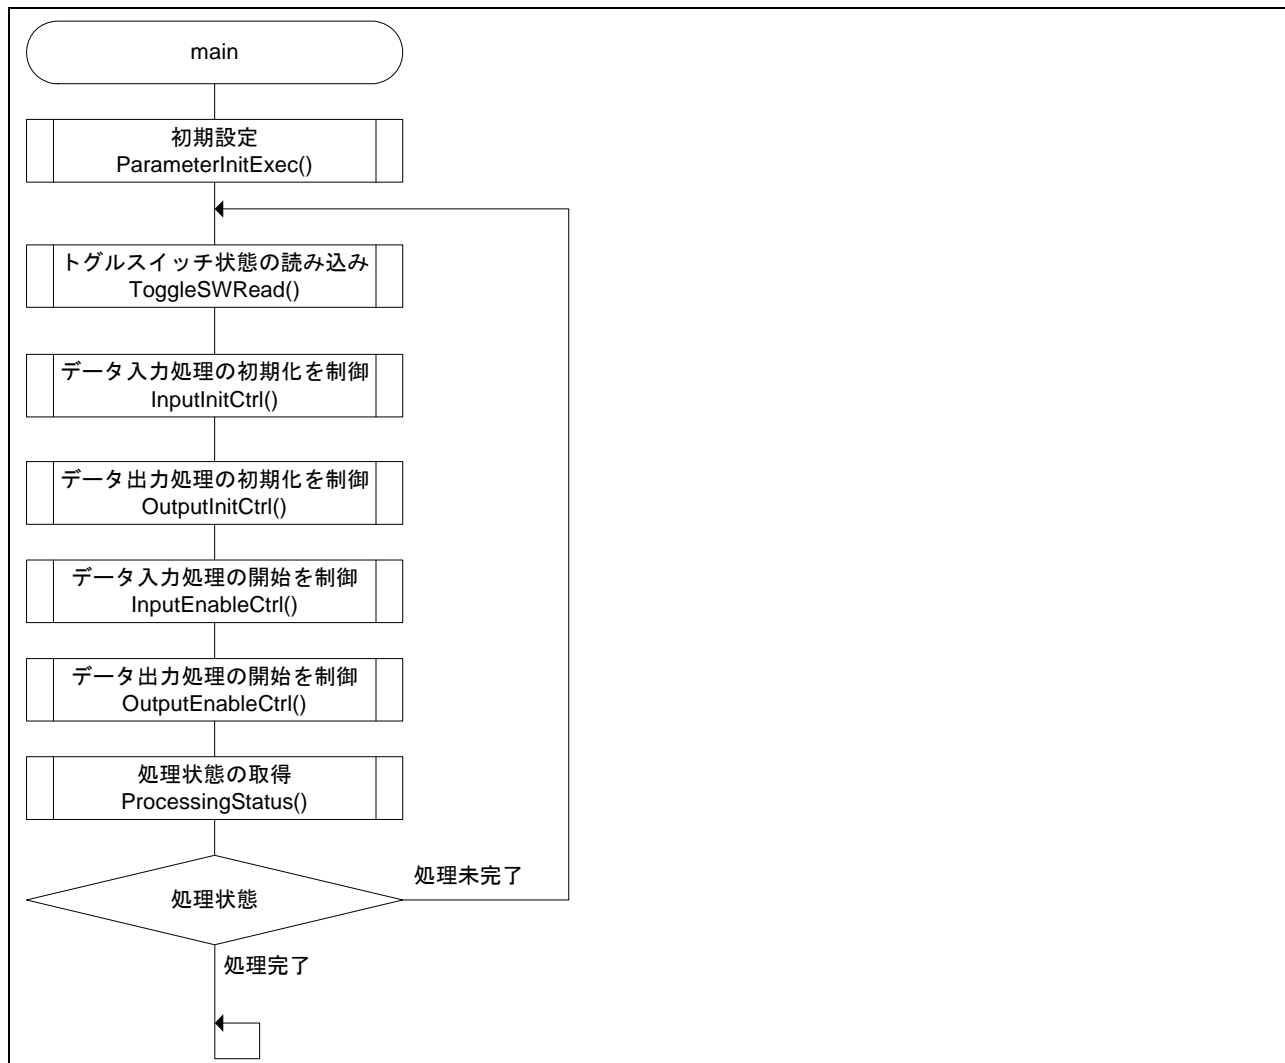 main
初期設定
ParameterInitExec()
トグルスイッチ状態の読み込み
ToggleSWRead()
データ入力処理の初期化を制御
InputInitCtrl()
データ出力処理の初期化を制御
OutputInitCtrl()
データ入力処理の開始を制御
InputEnableCtrl()
データ出力処理の開始を制御
OutputEnableCtrl()
処理状態の取得
ProcessingStatus()
処理未完了
処理状態
処理完了